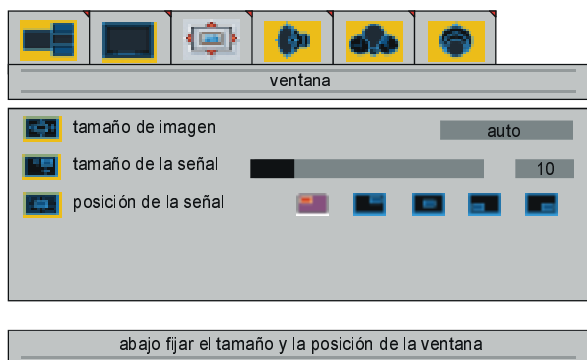 ventana
tamaño de imagen auto
tamaño de la señal 10
posición de la señal
abajo fijar el tamaño y la posición de la ventana